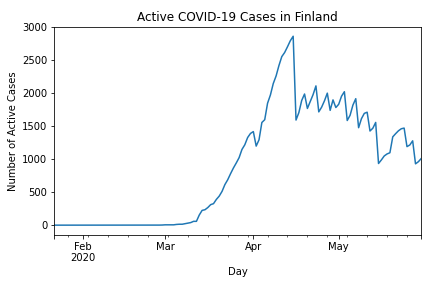 Active COVID-19 Cases in Finland
3000
2500
2000
1500
1000
500
0
Number of Active Cases
Feb Mar Apr May
2020
Day